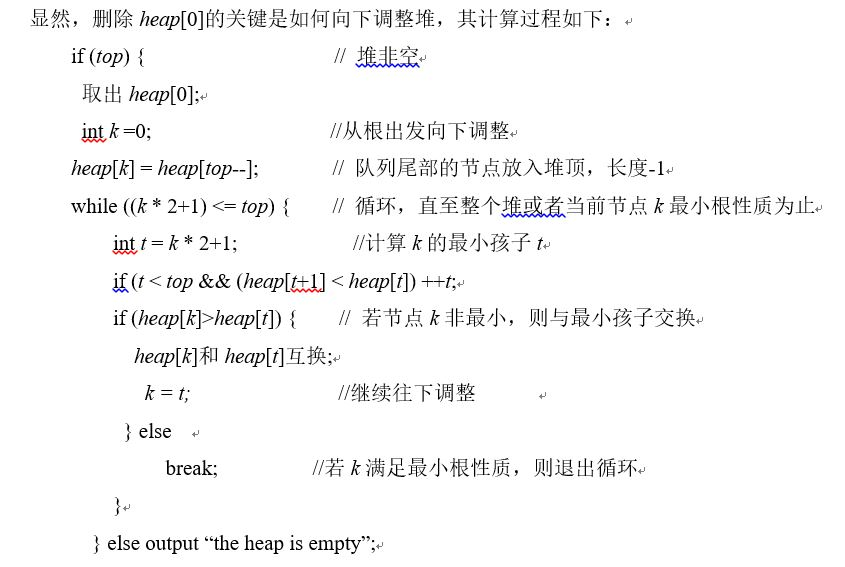 显然，删除 heap[0]的关键是如何向下调整堆，其计算过程如下：
if (top) { // 堆非空
取出 heap[0];
int k =0; //从根出发向下调整
heap[k] = heap[top--]; // 队列尾部的节点放入堆顶，长度-1
while ((k * 2+1) <= top) { // 循环，直至整个堆或者当前节点 k 最小根性质为止
int t = k * 2+1; //计算 k 的最小孩子 t
if (t < top && (heap[t+1] < heap[t]) ++t;
if (heap[k]>heap[t]) { // 若节点 k 非最小，则与最小孩子交换
heap[k]和 heap[t]互换;
k = t; //继续往下调整
} else
break; //若 k 满足最小根性质，则退出循环
}
} else output “the heap is empty”;